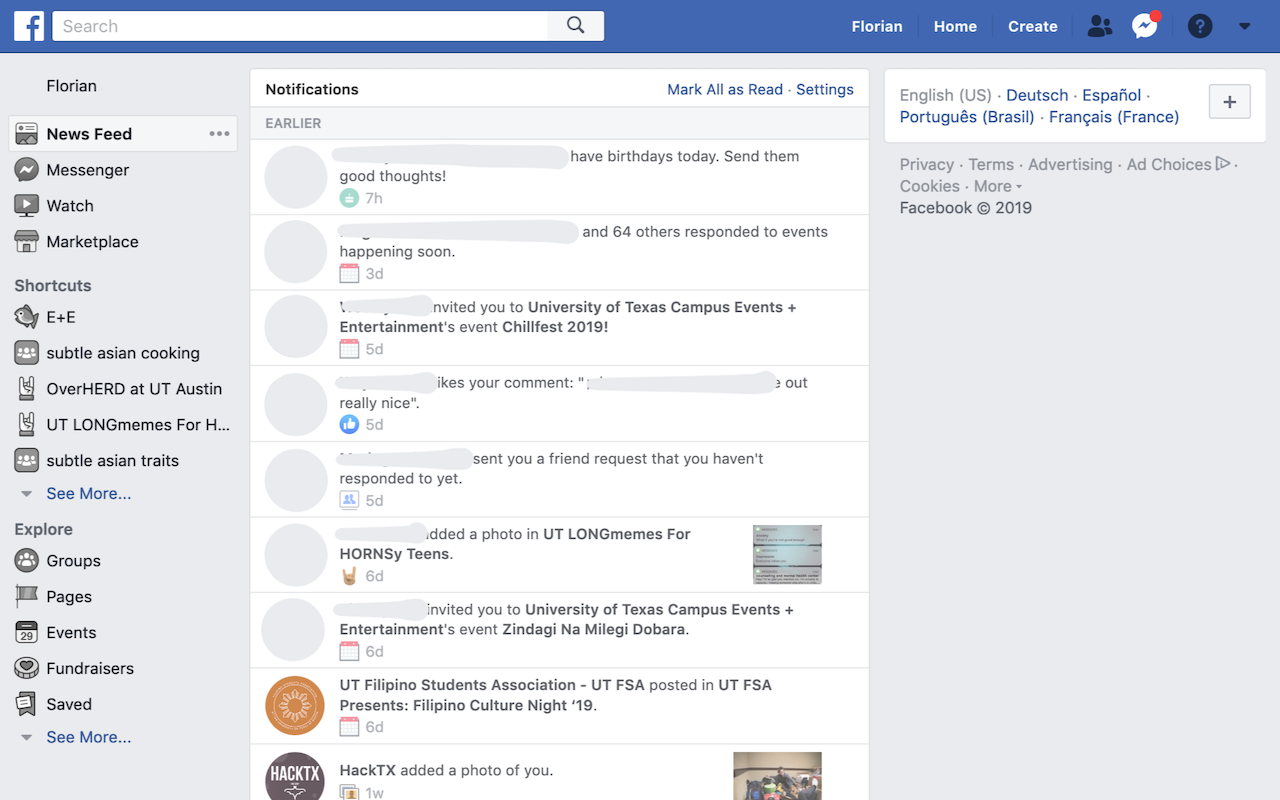 Search
Florian
Home
Create
Florian
News Feed
Messenger
Watch
Marketplace
Shortcuts
E+E
subtle asian cooking
OverHERD at UT Austin
UT LONGmemes For H...
subtle asian traits
See More...
Explore
Groups
Pages
29
Events
Fundraisers
Saved
See More...
Notifications
Mark All as Read · Settings
EARLIER
have birthdays today. Send them
good thoughts!
7h
and 64 others responded to events
happening soon.
3d
invited you to University of Texas Campus Events +
Entertainment's event Chillfest 2019!
5d
likes your comment: " out
really nice".
5d
sent you a friend request that you haven't
responded to yet.
5d
added a photo in UT LONGmemes For
HORNSy Teens.
6d
invited you to University of Texas Campus Events +
Entertainment's event Zindagi Na Milegi Dobara.
6d
UT Filipino Students Association - UT FSA posted in UT FSA
Presents: Filipino Culture Night ‘19.
6d
HACKTX
HackTX added a photo of you.
1w
English (US) · Deutsch · Español ·
Português (Brasil) · Français (France)
+
Privacy · Terms · Advertising · Ad Choices ·
Cookies · More
Facebook © 2019